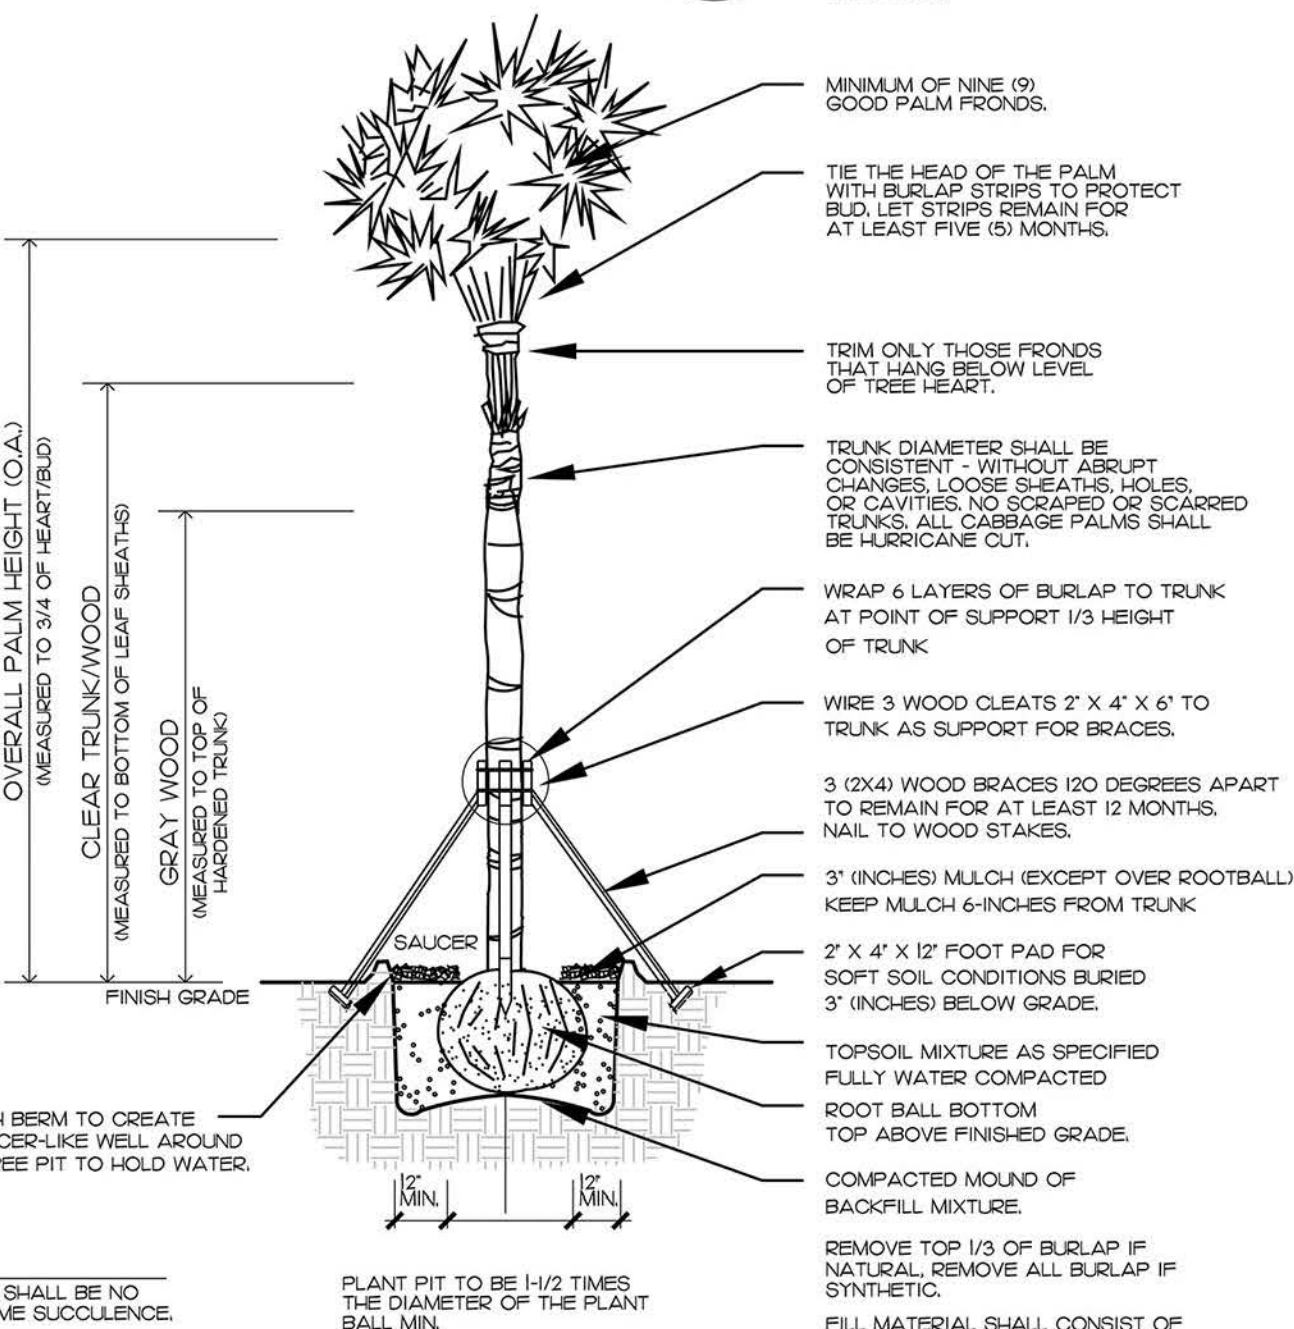 MINIMUM OF NINE (9)
GOOD PALM FRONDS.
TIE THE HEAD OF THE PALM
WITH BURLAP STRIPS TO PROTECT
BUD. LET STRIPS REMAIN FOR
AT LEAST FIVE (5) MONTHS.
TRIM ONLY THOSE FRONDS
THAT HANG BELOW LEVEL
OF TREE HEART.
TRUNK DIAMETER SHALL BE
CONSISTENT - WITHOUT ABRUPT
CHANGES, LOOSE SHEATHS, HOLES,
OR CAVITIES. NO SCRAPED OR SCARRED
TRUNKS. ALL CABBAGE PALMS SHALL
BE HURRICANE CUT.
WRAP 6 LAYERS OF BURLAP TO TRUNK
AT POINT OF SUPPORT 1/3 HEIGHT
OF TRUNK
WIRE 3 WOOD CLEATS 2" X 4" X 6" TO
TRUNK AS SUPPORT FOR BRACES.
3 (2X4) WOOD BRACES 120 DEGREES APART
TO REMAIN FOR AT LEAST 12 MONTHS.
NAIL TO WOOD STAKES.
3" (INCHES) MULCH (EXCEPT OVER ROOTBALL)
KEEP MULCH 6-INCHES FROM TRUNK
2" X 4" X 12" FOOT PAD FOR
SOFT SOIL CONDITIONS BURIED
3" (INCHES) BELOW GRADE.
TOPSOIL MIXTURE AS SPECIFIED
FULLY WATER COMPACTED
ROOT BALL BOTTOM
TOP ABOVE FINISHED GRADE.
COMPACTED MOUND OF
BACKFILL MIXTURE.
REMOVE TOP 1/3 OF BURLAP IF
NATURAL, REMOVE ALL BURLAP IF
SYNTHETIC.
FILL MATERIAL SHALL CONSIST OF
OVERALL PALM HEIGHT (O.A.)
(MEASURED TO 3/4 OF HEART/BUD)
CLEAR TRUNK/WOOD
(MEASURED TO BOTTOM OF LEAF SHEATHS)
GRAY WOOD
(MEASURED TO TOP OF
HARDENED TRUNK)
SAUCER
FINISH GRADE
BERM TO CREATE
CER-LIKE WELL AROUND
EE PIT TO HOLD WATER.
12" MIN.
12" MIN.
SHALL BE NO
ME SUCCULENCE.
PLANT PIT TO BE 1-1/2 TIMES
THE DIAMETER OF THE PLANT
BALL MIN.